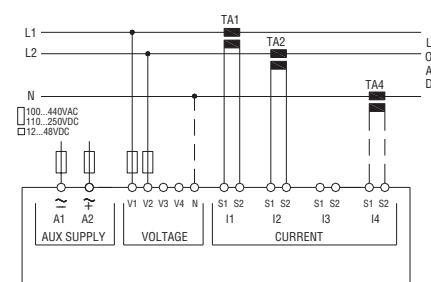 TA1
L1
TA2
L2
L
O
A
D
N
TA4
100...440VAC
110...250VDC
12...48VDC
V1 V2 V3 V4 N
S1 S2 S1 S2 S1 S2 S1 S2
A1 A2
I1 I2 I3 I4
AUX SUPPLY VOLTAGE CURRENT